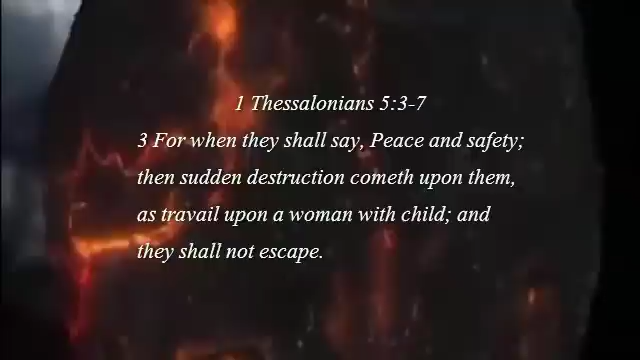 1 Thessalonians 5:3-7
3 For when they shall say, Peace and safety;
then sudden destruction cometh upon them,
as travail upon a woman with child; and
they shall not escape.